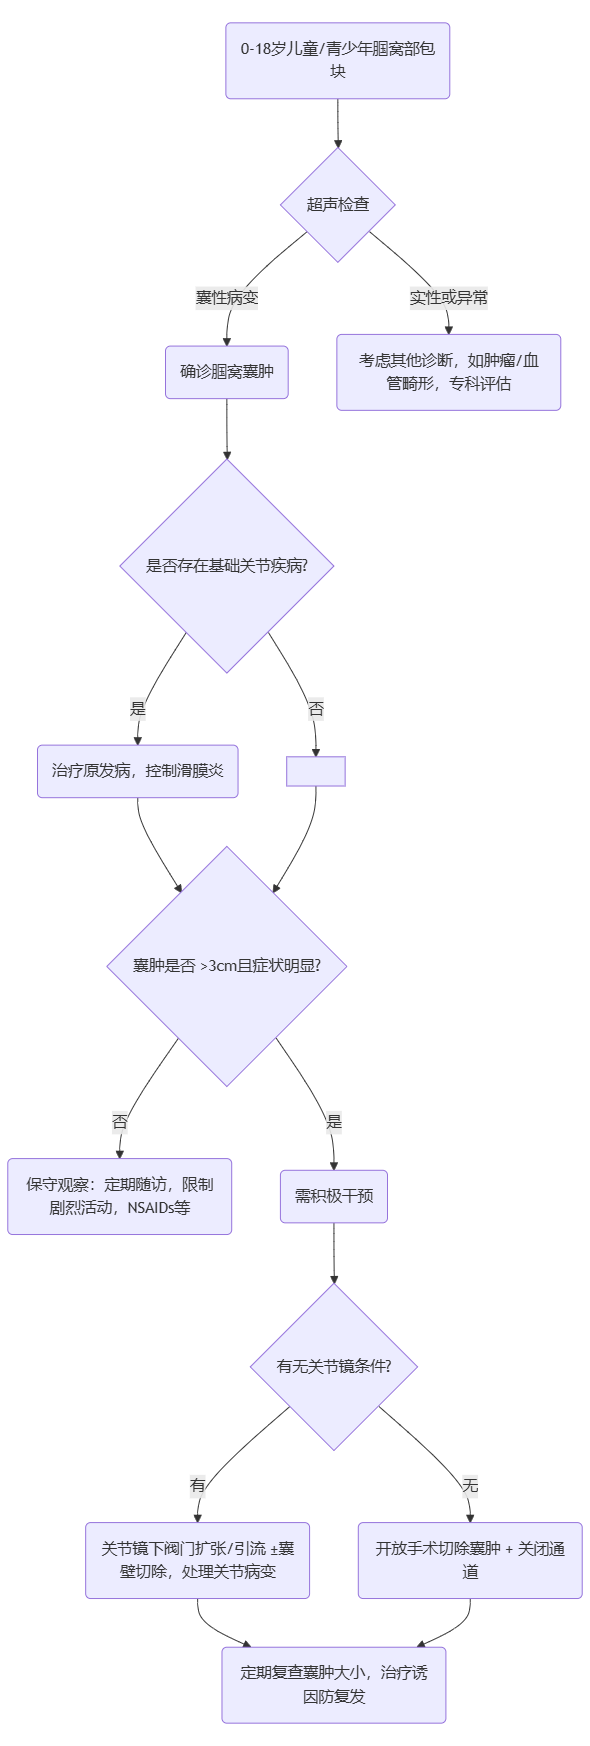 0-18岁儿童/青少年腘窝部包
块
超声检查
囊性病变
实性或异常
确诊腘窝囊肿
考虑其他诊断，如肿瘤/血
管畸形，专科评估
是否存在基础关节疾病?
是
否
治疗原发病，控制滑膜炎
囊肿是否 >3cm且症状明显?
否
是
保守观察：定期随访，限制
剧烈活动，NSAIDs等
需积极干预
有无关节镜条件?
有
无
关节镜下阀门扩张/引流 ±囊
壁切除，处理关节病变
开放手术切除囊肿 + 关闭通
道
定期复查囊肿大小，治疗诱
因防复发